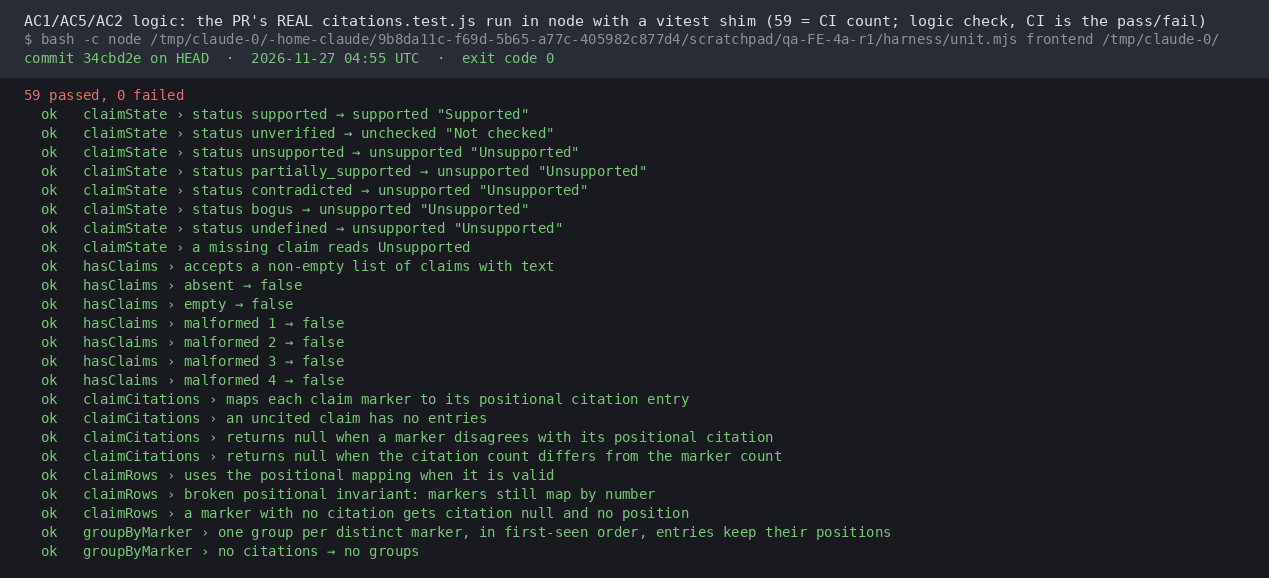 AC1/AC5/AC2 logic: the PR's REAL citations.test.js run in node with a vitest shim (59 = CI count; logic check, CI is the pass/fail)
$ bash -c node /tmp/claude-0/-home-claude/9b8da11c-f69d-5b65-a77c-405982c877d4/scratchpad/qa-FE-4a-r1/harness/unit.mjs frontend /tmp/claude-0/
commit 34cbd2e on HEAD · 2026-11-27 04:55 UTC · exit code 0
59 passed, 0 failed
ok claimState › status supported → supported "Supported"
ok claimState › status unverified → unchecked "Not checked"
ok claimState › status unsupported → unsupported "Unsupported"
ok claimState › status partially_supported → unsupported "Unsupported"
ok claimState › status contradicted → unsupported "Unsupported"
ok claimState › status bogus → unsupported "Unsupported"
ok claimState › status undefined → unsupported "Unsupported"
ok claimState › a missing claim reads Unsupported
ok hasClaims › accepts a non-empty list of claims with text
ok hasClaims › absent → false
ok hasClaims › empty → false
ok hasClaims › malformed 1 → false
ok hasClaims › malformed 2 → false
ok hasClaims › malformed 3 → false
ok hasClaims › malformed 4 → false
ok claimCitations › maps each claim marker to its positional citation entry
ok claimCitations › an uncited claim has no entries
ok claimCitations › returns null when a marker disagrees with its positional citation
ok claimCitations › returns null when the citation count differs from the marker count
ok claimRows › uses the positional mapping when it is valid
ok claimRows › broken positional invariant: markers still map by number
ok claimRows › a marker with no citation gets citation null and no position
ok groupByMarker › one group per distinct marker, in first-seen order, entries keep their positions
ok groupByMarker › no citations → no groups